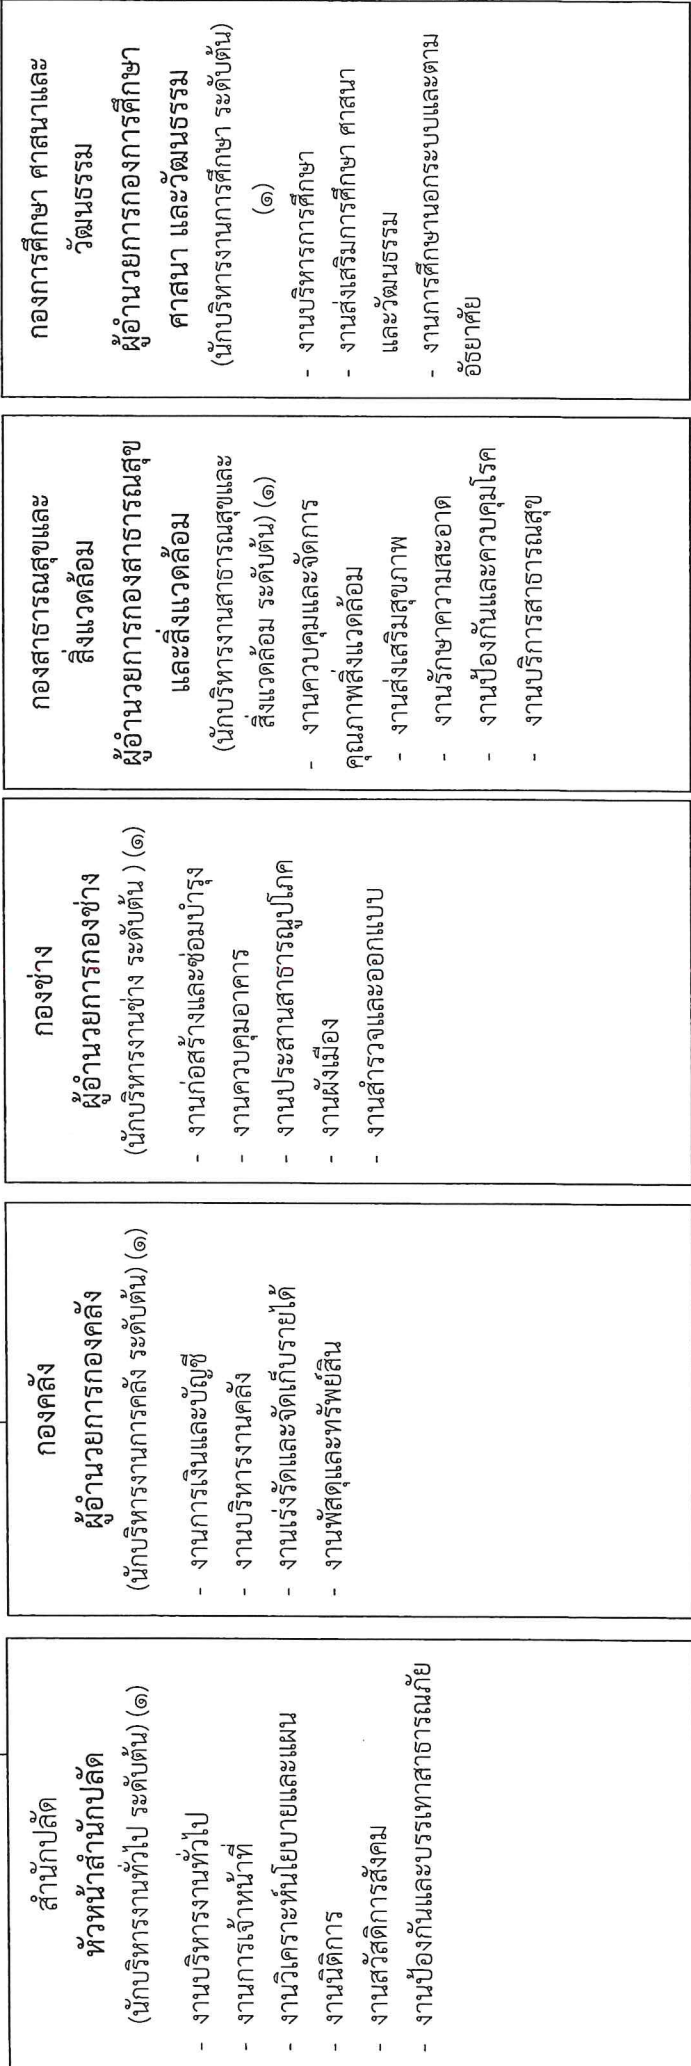 สำนักปลัด
หัวหน้าสำนักปลัด
(นักบริหารงานทั่วไป ระดับต้น) (๑)
- งานบริหารงานทั่วไป
- งานการเจ้าหน้าที่
- งานวิเคราะห์นโยบายและแผน
- งานนิติการ
- งานสวัสดิการสังคม
- งานป้องกันและบรรเทาสาธารณภัย
กองคลัง
ผู้อำนวยการกองคลัง
(นักบริหารงานการคลัง ระดับต้น) (๑)
- งานการเงินและบัญชี
- งานบริหารงานคลัง
- งานเร่งรัดและจัดเก็บรายได้
- งานพัสดุและทรัพย์สิน
กองช่าง
ผู้อำนวยการกองช่าง
(นักบริหารงานช่าง ระดับต้น ) (๑)
- งานก่อสร้างและซ่อมบำรุง
- งานควบคุมอาคาร
- งานประสานสาธารณูปโภค
- งานผังเมือง
- งานสำรวจและออกแบบ
กองสาธารณสุขและ
สิ่งแวดล้อม
ผู้อำนวยการกองสาธารณสุข
และสิ่งแวดล้อม
(นักบริหารงานสาธารณสุขและ
สิ่งแวดล้อม ระดับต้น) (๑)
- งานควบคุมและจัดการ
คุณภาพสิ่งแวดล้อม
- งานส่งเสริมสุขภาพ
- งานรักษาความสะอาด
- งานป้องกันและควบคุมโรค
- งานบริการสาธารณสุข
กองการศึกษา ศาสนาและ
วัฒนธรรม
ผู้อำนวยการกองการศึกษา
ศาสนา และวัฒนธรรม
(นักบริหารงานการศึกษา ระดับต้น)
(๑)
- งานบริหารการศึกษา
- งานส่งเสริมการศึกษา ศาสนา
และวัฒนธรรม
- งานการศึกษานอกระบบและตาม
อัธยาศัย